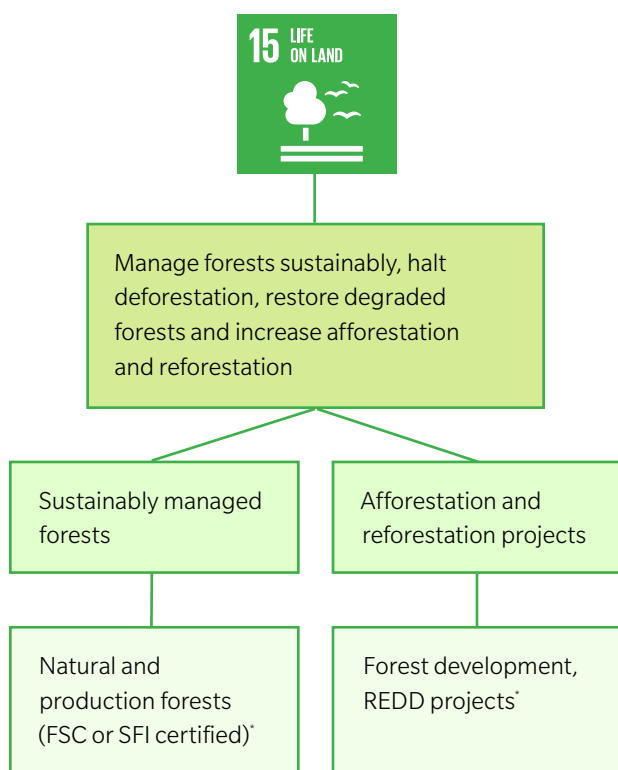 15 LIFE
ON LAND
Manage forests sustainably, halt
deforestation, restore degraded
forests and increase afforestation
and reforestation
Sustainably managed
forests
Afforestation and
reforestation projects
Natural and
production forests
(FSC or SFI certified)*
Forest development,
REDD projects*